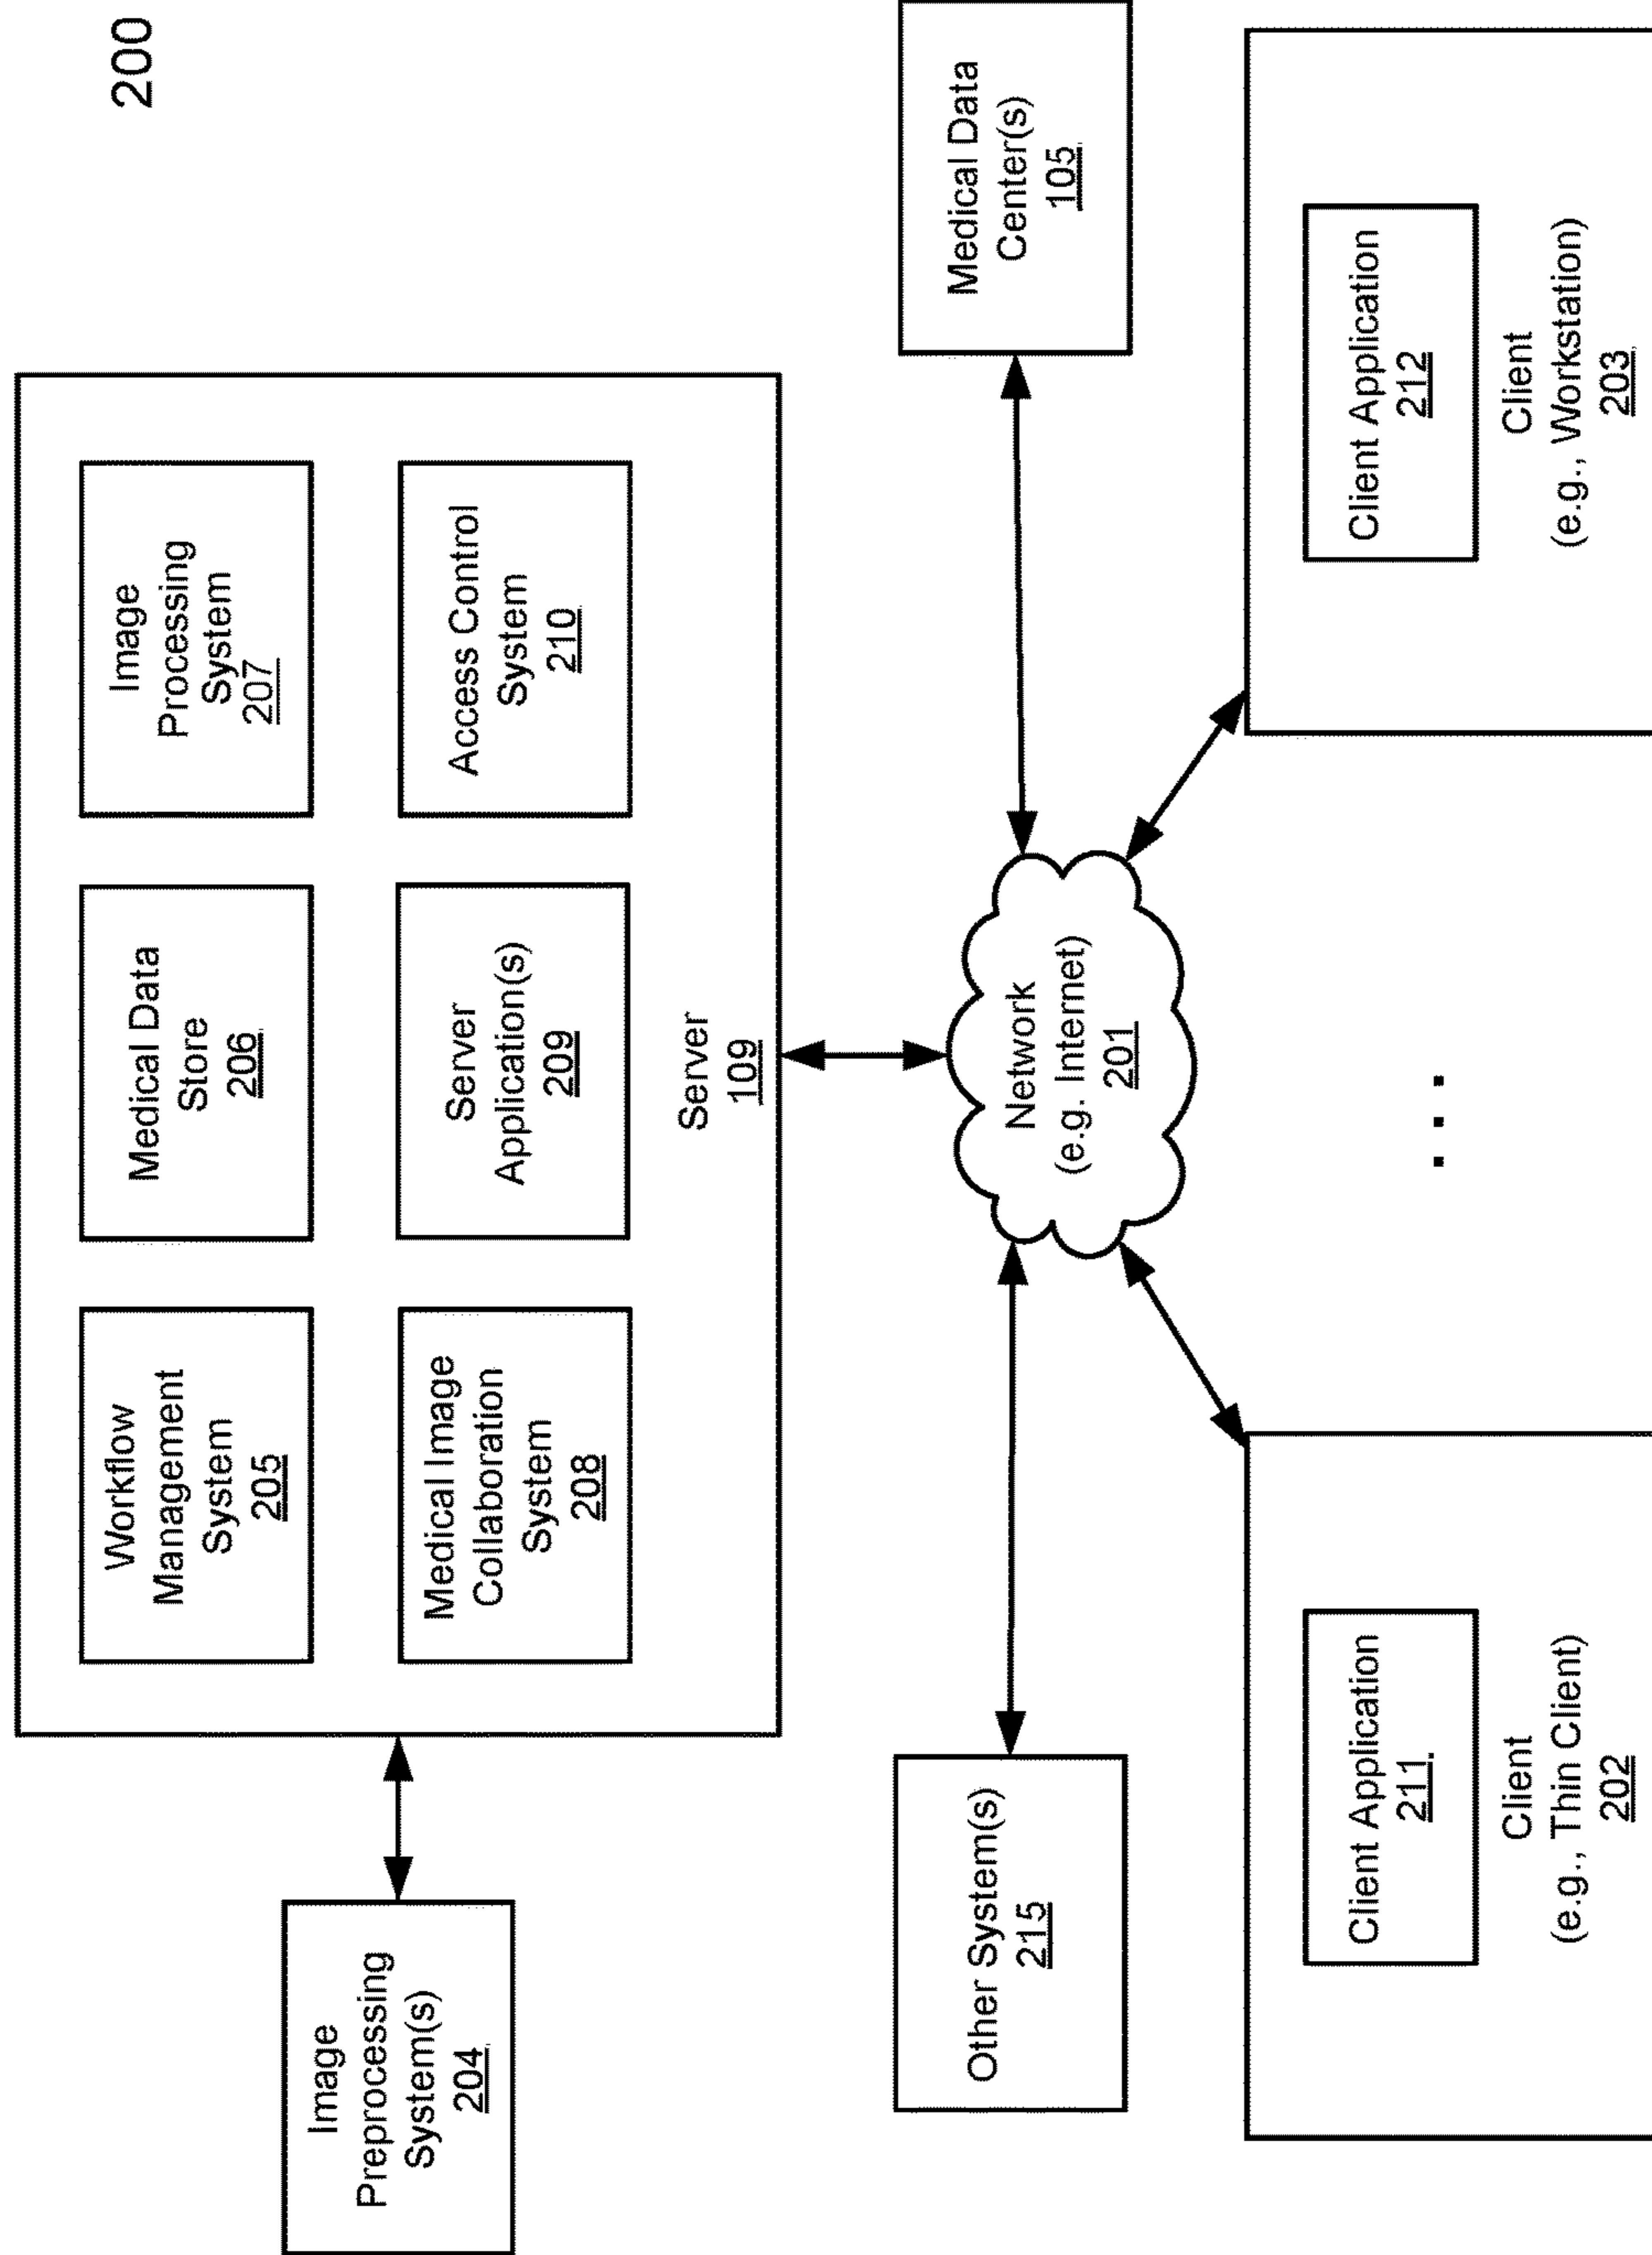 200
Image
Preprocessing
System(s)
204
Workflow
Management
System
205
Medical Data
Store
206
Image
Processing
System
207
Medical Image
Collaboration
System
208
Server
Application(s)
209
Access Control
System
210
Server
109
Other System(s)
215
Network
(e.g. Internet)
201
Medical Data
Center(s)
105
Client Application
211
Client
(e.g., Thin Client)
202
. . .
Client Application
212
Client
(e.g., Workstation)
203